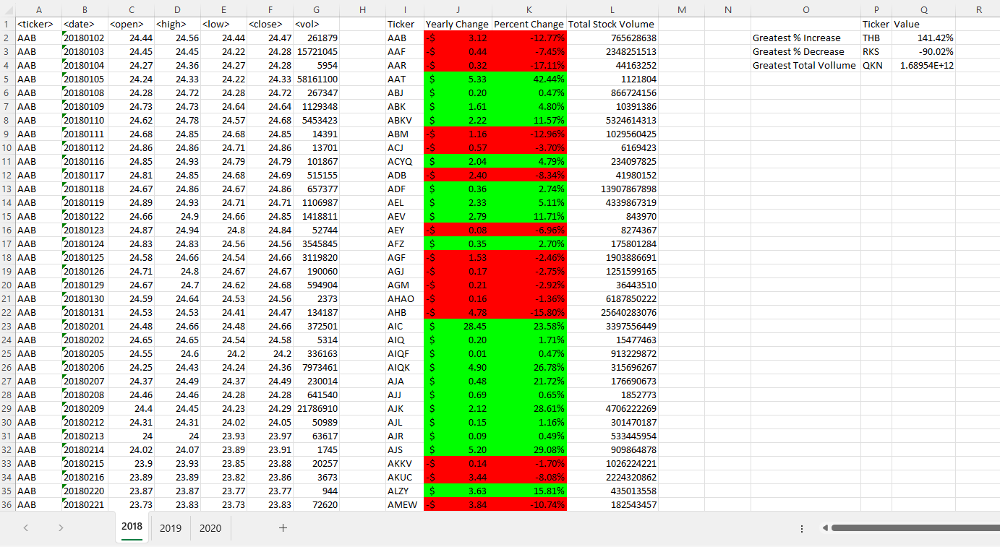 A B C D E F G H I J K L M N O P Q R
1 <ticker> <date> <open> <high> <low> <close> <vol> Ticker Yearly Change Percent Change Total Stock Volume Ticker Value
2 AAB 20180102 24.44 24.56 24.44 24.47 261879 AAB -$ 3.12 -12.77% 765628638 Greatest % Increase THB 141.42%
3 AAB 20180103 24.45 24.45 24.22 24.28 15721045 AAF -$ 0.44 -7.45% 2348251513 Greatest % Decrease RKS -90.02%
4 AAB 20180104 24.27 24.36 24.27 24.28 5954 AAR -$ 0.32 -17.11% 44163252 Greatest Total Vollume QKN 1.68954E+12
5 AAB 20180105 24.24 24.33 24.22 24.33 58161100 AAT $ 5.33 42.44% 1121804
6 AAB 20180108 24.28 24.72 24.28 24.72 267347 ABJ $ 0.20 0.47% 866724156
7 AAB 20180109 24.73 24.73 24.64 24.64 1129348 ABK $ 1.61 4.80% 10391386
8 AAB 20180110 24.62 24.78 24.57 24.68 5453423 ABKV $ 2.22 11.57% 5324614313
9 AAB 20180111 24.68 24.85 24.68 24.85 14391 ABM -$ 1.16 -12.96% 1029560425
10 AAB 20180112 24.86 24.86 24.71 24.86 13701 ACJ -$ 0.57 -3.70% 6169423
11 AAB 20180116 24.85 24.93 24.79 24.79 101867 ACYQ $ 2.04 4.79% 234097825
12 AAB 20180117 24.81 24.85 24.68 24.69 515155 ADB -$ 2.40 -8.34% 41980152
13 AAB 20180118 24.67 24.86 24.67 24.86 657377 ADF $ 0.36 2.74% 13907867898
14 AAB 20180119 24.89 24.93 24.71 24.71 1106987 AEL $ 2.33 5.11% 4339867319
15 AAB 20180122 24.66 24.9 24.66 24.85 1418811 AEV $ 2.79 11.71% 843970
16 AAB 20180123 24.87 24.94 24.8 24.84 52744 AEY -$ 0.08 -6.96% 8274367
17 AAB 20180124 24.83 24.83 24.56 24.56 3545845 AFZ $ 0.35 2.70% 175801284
18 AAB 20180125 24.58 24.66 24.54 24.66 3119820 AGF -$ 1.53 -2.46% 1903886691
19 AAB 20180126 24.71 24.8 24.67 24.67 190060 AGJ -$ 0.17 -2.75% 1251599165
20 AAB 20180129 24.67 24.7 24.62 24.68 594904 AGM -$ 0.21 -2.92% 36443510
21 AAB 20180130 24.59 24.64 24.53 24.56 2373 AHAO -$ 0.16 -1.36% 6187850222
22 AAB 20180131 24.53 24.53 24.41 24.47 134187 AHB -$ 4.78 -15.80% 25640283076
23 AAB 20180201 24.48 24.66 24.48 24.66 372501 AIC $ 28.45 23.58% 3397556449
24 AAB 20180202 24.65 24.65 24.54 24.58 5314 AIQ $ 0.20 1.71% 15477463
25 AAB 20180205 24.55 24.6 24.2 24.2 336163 AIQF $ 0.01 0.47% 913229872
26 AAB 20180206 24.25 24.43 24.24 24.36 7973461 AIQK $ 4.90 26.78% 315696267
27 AAB 20180207 24.37 24.49 24.37 24.49 230014 AJA $ 0.48 21.72% 176690673
28 AAB 20180208 24.46 24.46 24.28 24.28 641540 AJJ $ 0.69 0.65% 1852773
29 AAB 20180209 24.4 24.45 24.23 24.29 21786910 AJK $ 2.12 28.61% 4706222269
30 AAB 20180212 24.31 24.31 24.02 24.05 50989 AJL $ 0.15 1.16% 301470187
31 AAB 20180213 24 24 23.93 23.97 63617 AJR $ 0.09 0.49% 533445954
32 AAB 20180214 24.02 24.07 23.89 23.91 1745 AJS $ 5.20 29.08% 909864878
33 AAB 20180215 23.9 23.93 23.85 23.88 20257 AKKV -$ 0.14 -1.70% 1026224221
34 AAB 20180216 23.89 23.89 23.82 23.86 3673 AKUC -$ 3.44 -8.08% 2224320862
35 AAB 20180220 23.87 23.87 23.77 23.77 944 ALZY $ 3.63 15.81% 435013558
36 AAB 20180221 23.73 23.83 23.73 23.83 72620 AMEW -$ 3.84 -10.74% 182543457
2018 2019 2020